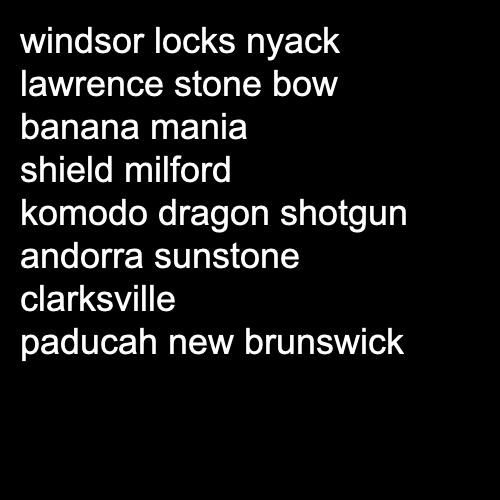 windsor locks nyack
lawrence stone bow
banana mania
shield milford
komodo dragon shotgun
andorra sunstone
clarksville
paducah new brunswick